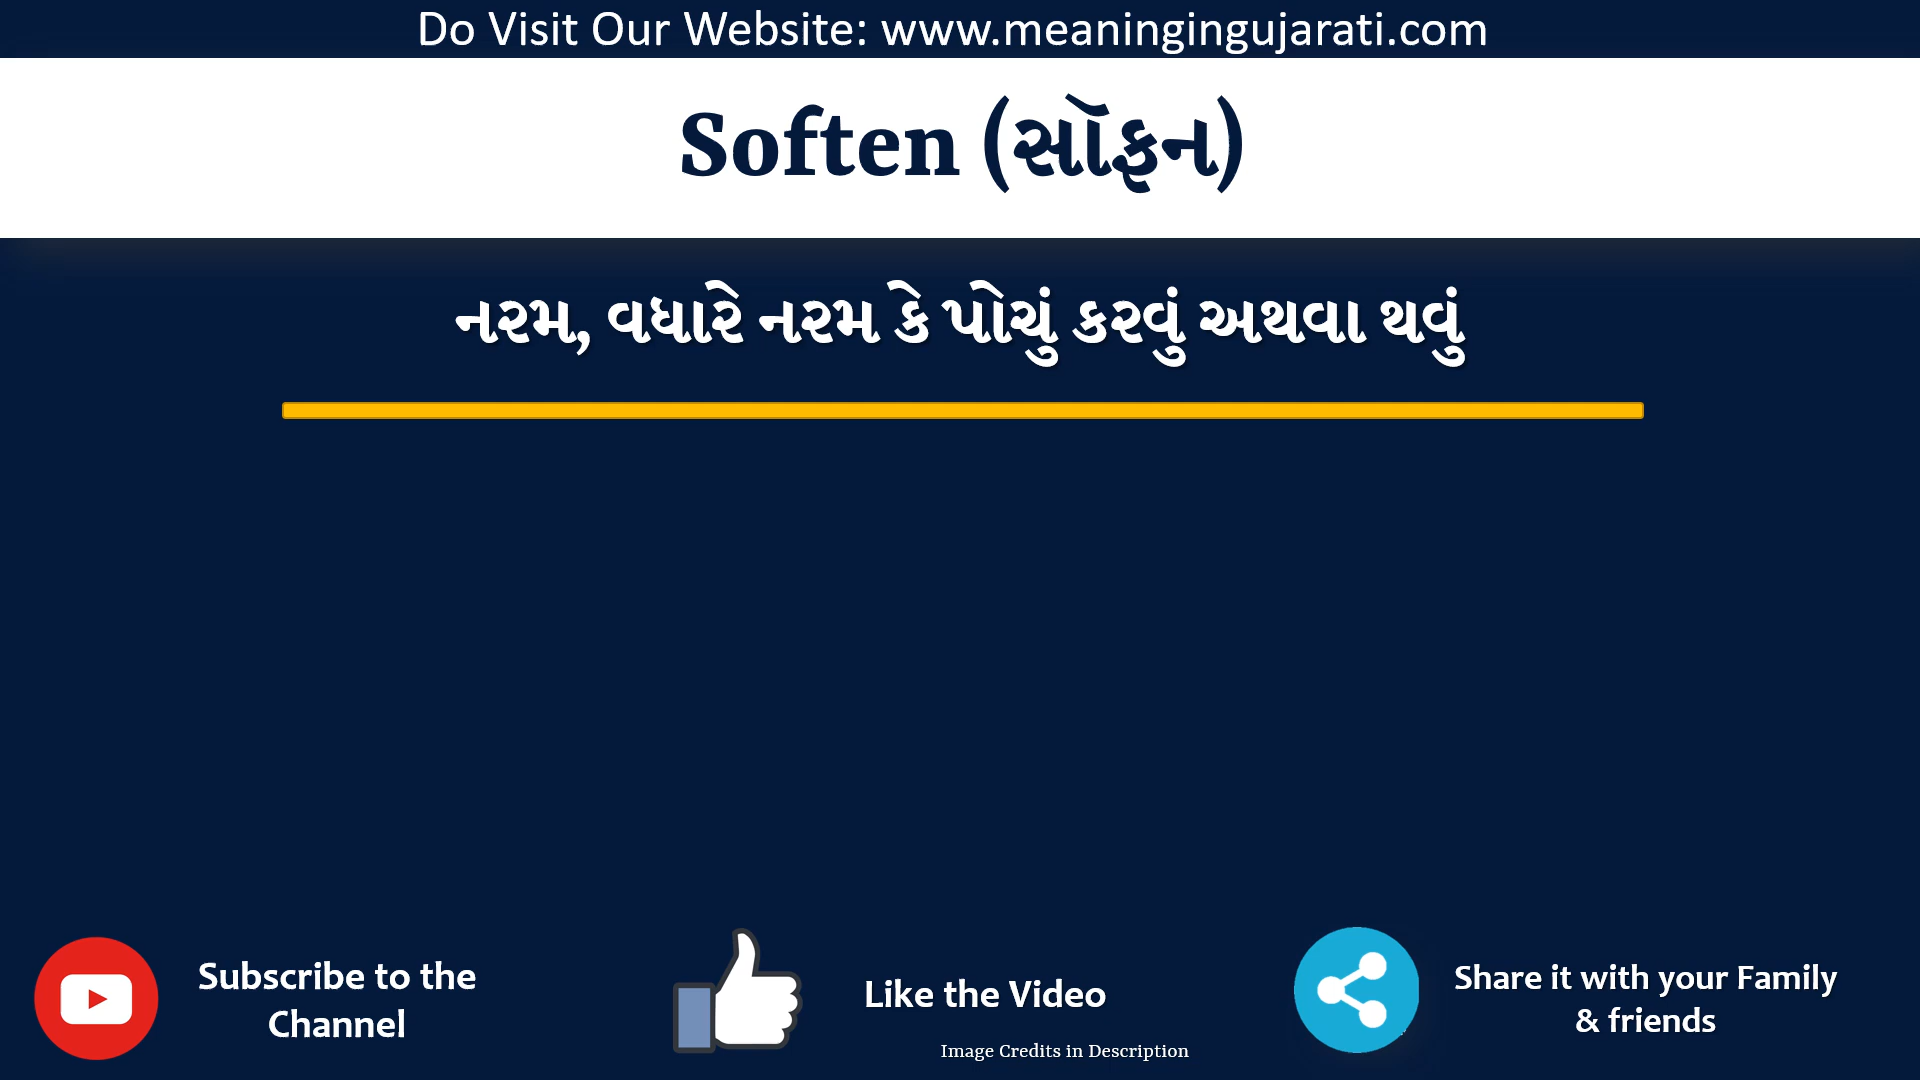 Do Visit Our Website: www.meaningingujarati.com
Soften (સૉફન)
નરમ, વધારે નરમ કે પોચું કરવું અથવા થવું
Subscribe to the
Channel
Like the Video
Share it with your Family
& friends
Image Credits in Description